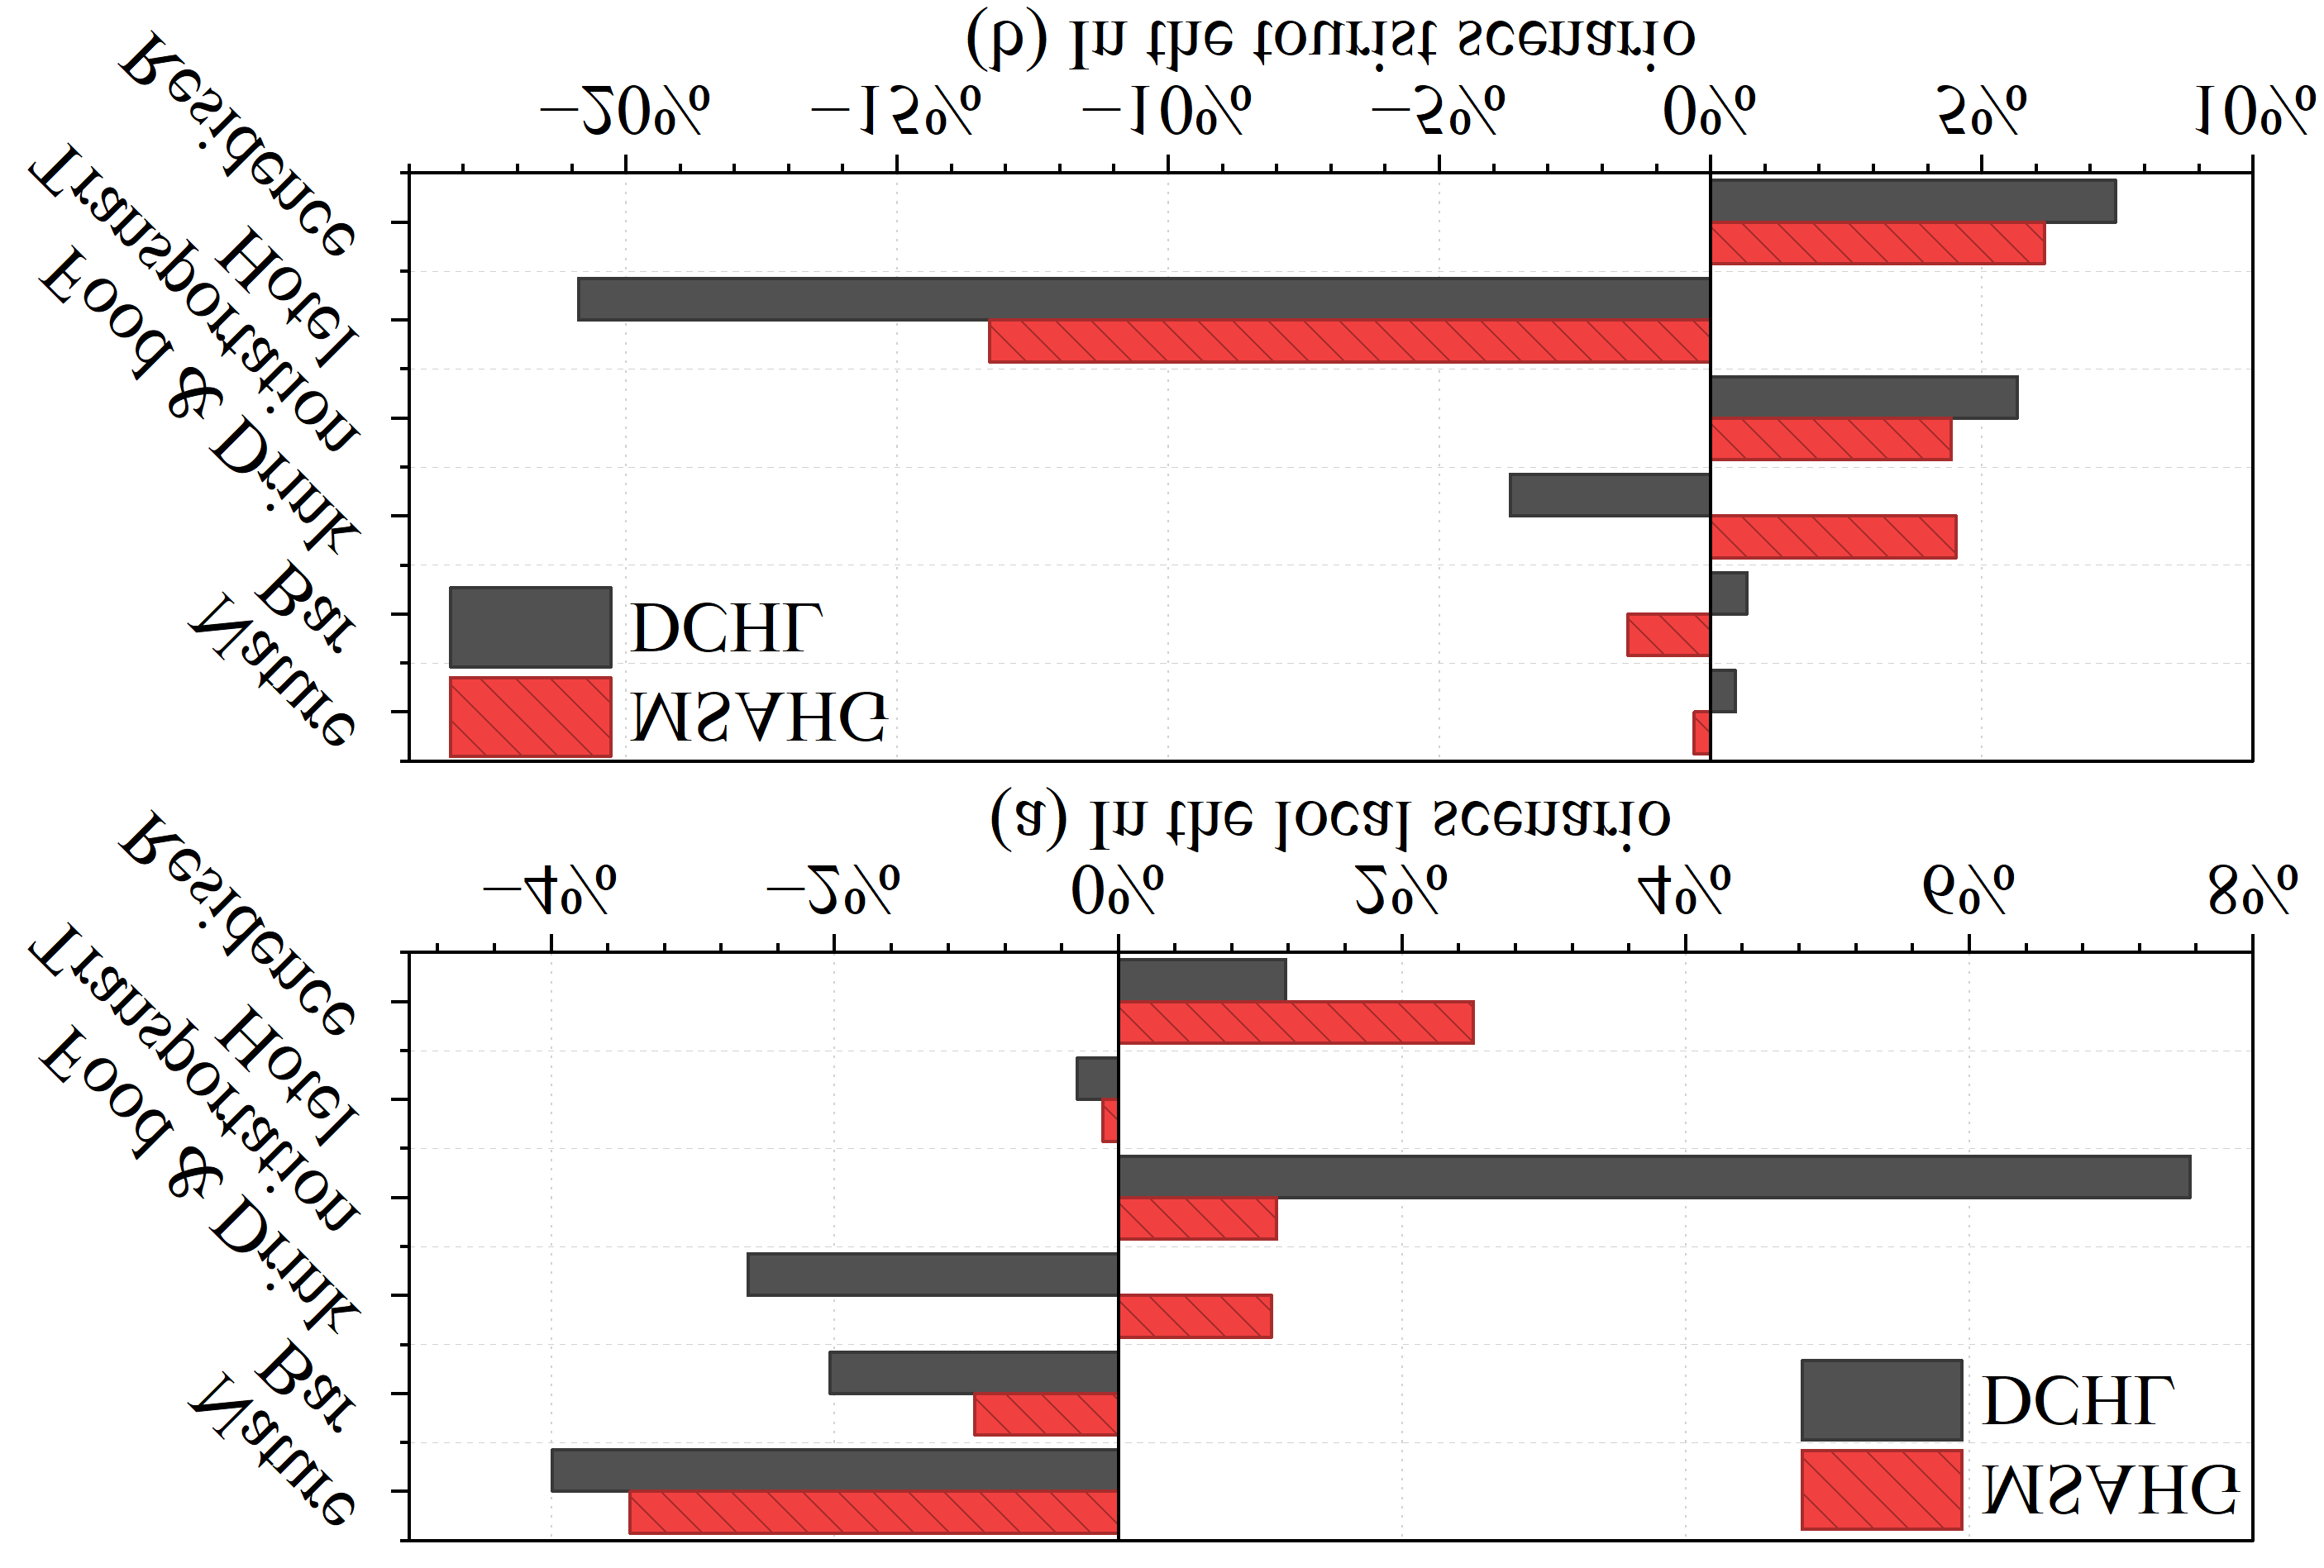 Nature
Bar
Food & Drink
Transportation
Hotel
Residence
MSAHG
DCHL
−4% −2% 0% 2% 4% 6% 8%
(a) In the local scenario
Nature
Bar
Food & Drink
Transportation
Hotel
Residence
MSAHG
DCHL
−20% −15% −10% −5% 0% 5% 10%
(b) In the tourist scenario